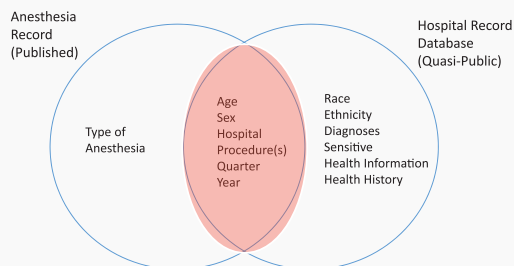 Anesthesia
Record
(Published)
Hospital Record
Database
(Quasi-Public)
Type of
Anesthesia
Age
Sex
Hospital
Procedure(s)
Quarter
Year
Race
Ethnicity
Diagnoses
Sensitive
Health Information
Health History